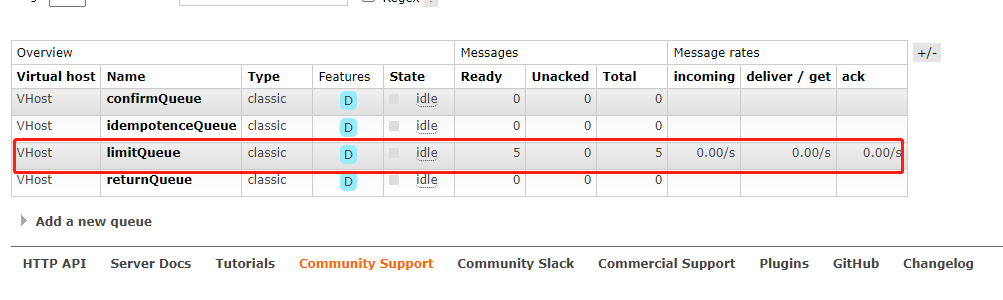 Regex ?
Overview Messages Message rates +/-
Virtual host Name Type Features State Ready Unacked Total incoming deliver / get ack
VHost confirmQueue classic D idle 0 0 0
VHost idempotenceQueue classic D idle 0 0 0
VHost limitQueue classic D idle 5 0 5 0.00/s 0.00/s 0.00/s
VHost returnQueue classic D idle 0 0 0
Add a new queue
HTTP API Server Docs Tutorials Community Support Community Slack Commercial Support Plugins GitHub Changelog